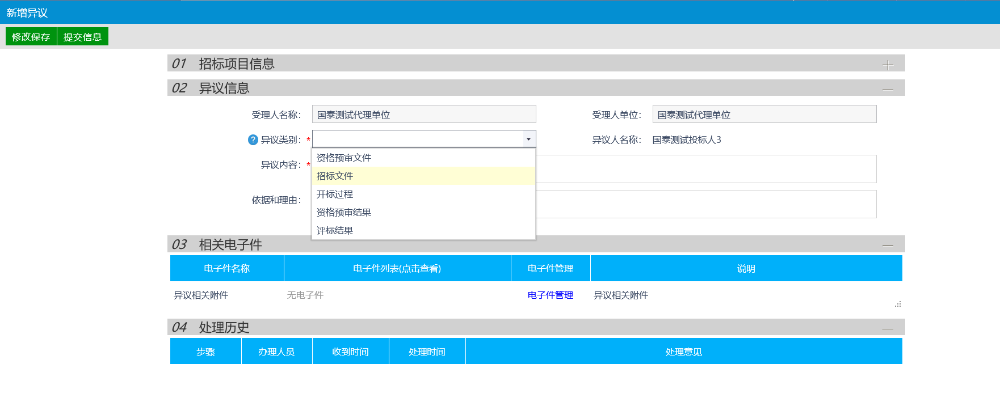 新增异议
修改保存 提交信息
01 招标项目信息
02 异议信息
受理人名称： 国泰测试代理单位 受理人单位： 国泰测试代理单位
? 异议类别：* 异议人名称： 国泰测试投标人3
资格预审文件
异议内容：*
招标文件
开标过程
依据和理由：
资格预审结果
评标结果
03 相关电子件
电子件名称 电子件列表(点击查看) 电子件管理 说明
异议相关附件 无电子件 电子件管理 异议相关附件
04 处理历史
步骤 办理人员 收到时间 处理时间 处理意见